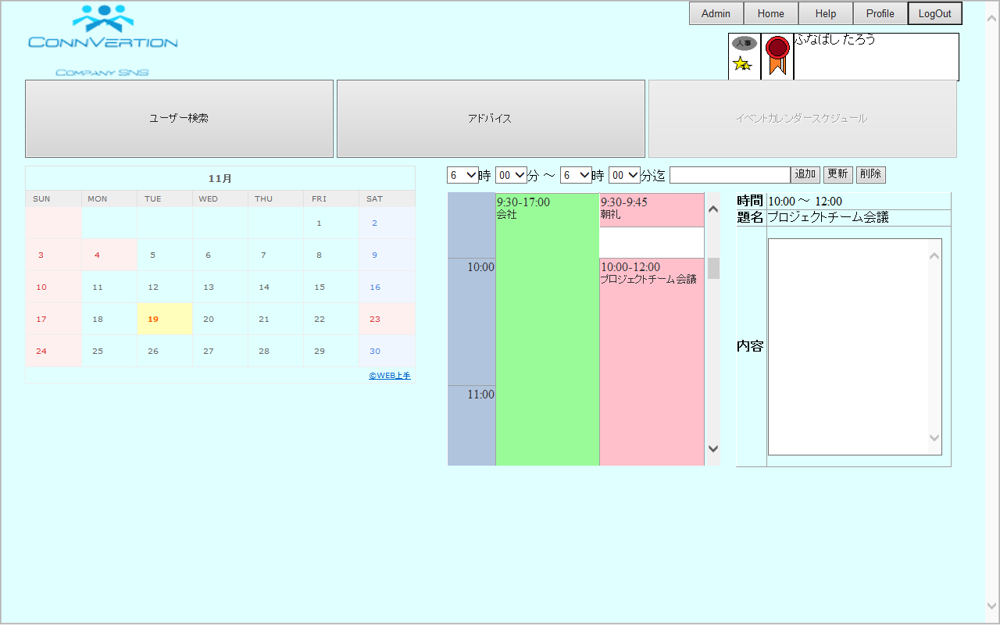 CONNVERTION
COMPANY SNS
Admin Home Help Profile LogOut
人事
ふなばし たろう
ユーザー検索 アドバイス イベントカレンダースケジュール
11月
SUN MON TUE WED THU FRI SAT
1 2
3 4 5 6 7 8 9
10 11 12 13 14 15 16
17 18 19 20 21 22 23
24 25 26 27 28 29 30
©WEB上手
6 時 00 分 ～ 6 時 00 分迄 追加 更新 削除
9:30-17:00
会社
9:30-9:45
朝礼
10:00
10:00-12:00
プロジェクトチーム会議
11:00
時間 10:00 ～ 12:00
題名 プロジェクトチーム会議
内容